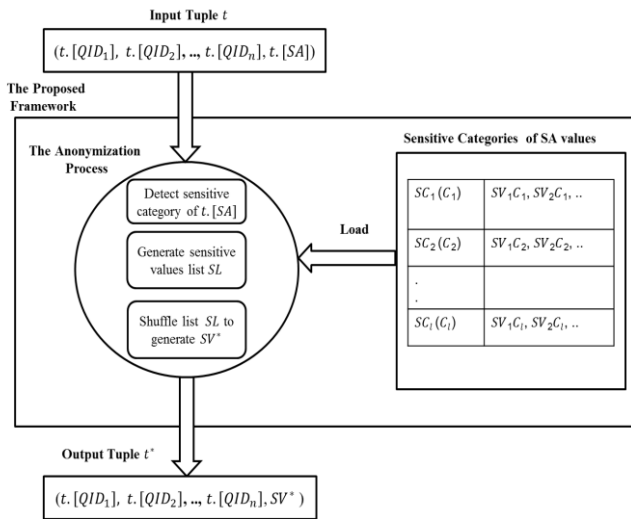 Input Tuple t
(t.[QID₁], t.[QID₂],.., t.[QIDₙ], t.[SA])
The Proposed
Framework
The Anonymization
Process
Detect sensitive
category of t.[SA]
Generate sensitive
values list SL
Shuffle list SL to
generate SV*
Load
Sensitive Categories of SA values
SC₁(C₁) SV₁C₁, SV₂C₁, ..
SC₂(C₂) SV₁C₂, SV₂C₂, ..
.
.
SCₗ(Cₗ) SV₁Cₗ, SV₂Cₗ, ..
Output Tuple t*
(t.[QID₁], t.[QID₂],.., t.[QIDₙ], SV*)